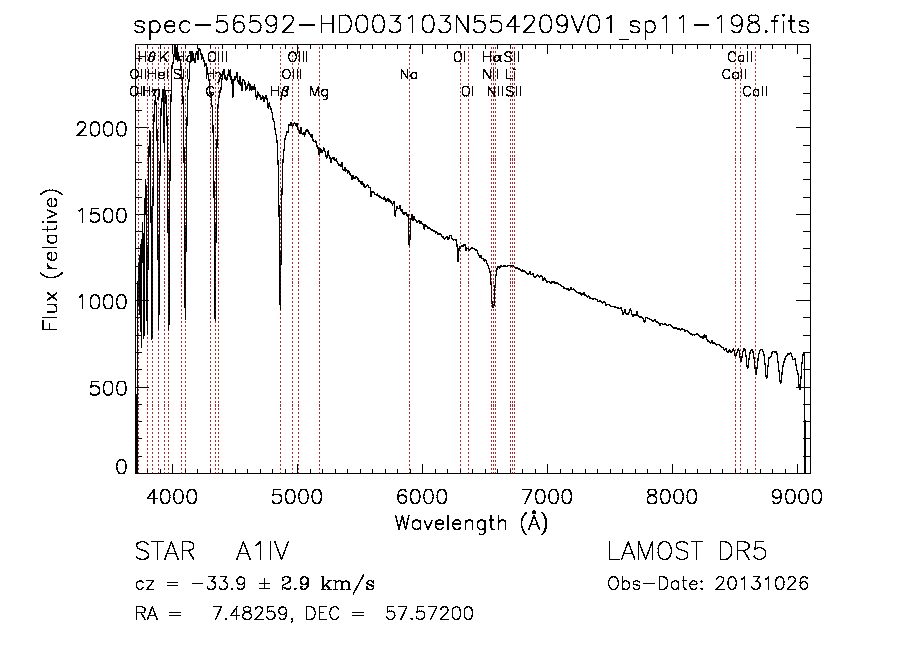 spec-56592-HD003103N554209V01_sp11-198.fits
Hθ K Hδ OIII OIII OI Hα SII CaII
OII HeI SII Hγ OIII Na NII Li CaII
OII Hη H G Hβ Mg OI NII SII CaII
2000
1500
1000
500
0
Flux (relative)
4000 5000 6000 7000 8000 9000
Wavelength (Å)
STAR A1IV LAMOST DR5
cz = -33.9 ± 2.9 km/s Obs-Date: 20131026
RA = 7.48259, DEC = 57.57200